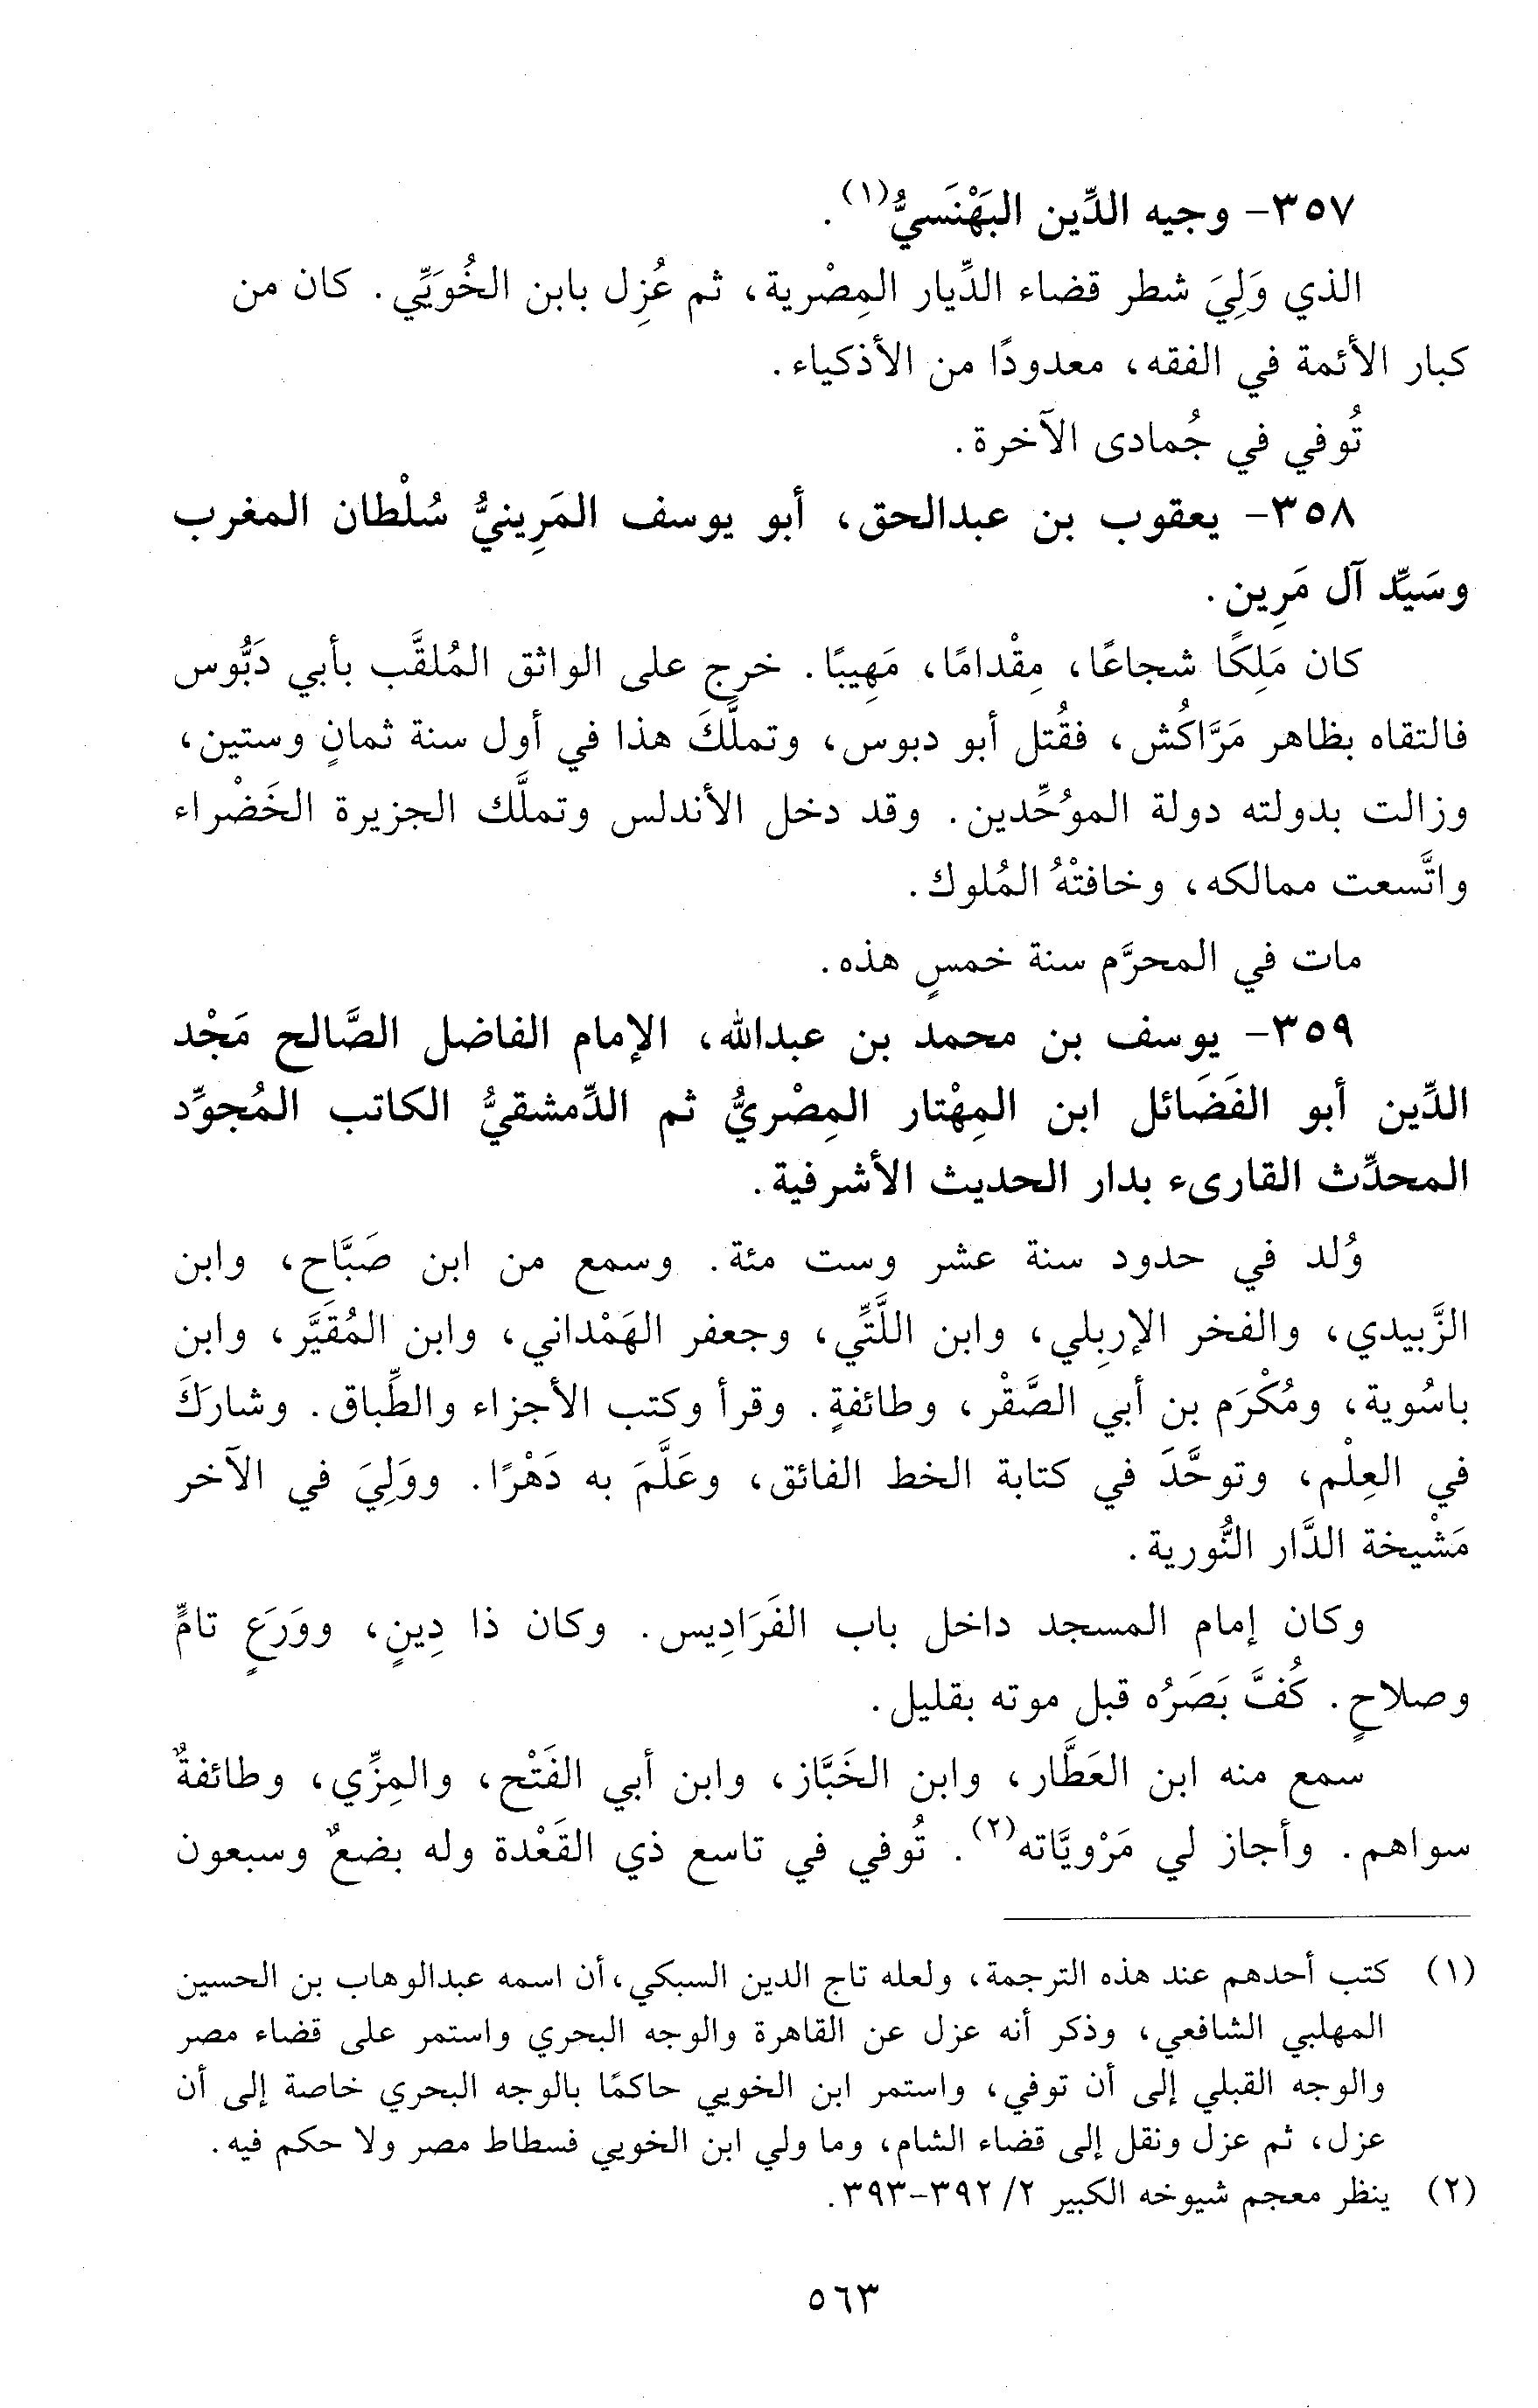 ٣٥٧- وجيه الدِّين البَهْنَسيُّ(١).
الذي وَلِيَ شطر قضاء الدِّيار المِصْرية، ثم عُزِل بابن الخُوَيِّي. كان من
كبار الأئمة في الفقه، معدودًا من الأذكياء.
تُوفي في جُمادى الآخرة.
٣٥٨- يعقوب بن عبدالحق، أبو يوسف المَرِينيُّ سُلْطان المغرب
وسَيِّد آل مَرِين.
كان مَلِكًا شجاعًا، مِقْدامًا، مَهِيبًا. خرج على الواثق المُلقَّب بأبي دَبُّوس
فالتقاه بظاهر مَرَّاكُش، فقُتل أبو دبوس، وتملَّكَ هذا في أول سنة ثمانٍ وستين،
وزالت بدولته دولة الموُحِّدين. وقد دخل الأندلس وتملَّك الجزيرة الخَضْراء
واتَّسعت ممالكه، وخافتْهُ المُلوك.
مات في المحرَّم سنة خمسٍ هذه.
٣٥٩- يوسف بن محمد بن عبدالله، الإمام الفاضل الصَّالح مَجْد
الدِّين أبو الفَضَائل ابن المِهْتار المِصْريُّ ثم الدِّمشقيُّ الكاتب المُجوِّد
المحدِّث القارىء بدار الحديث الأشرفية.
وُلد في حدود سنة عشر وست مئة. وسمع من ابن صَبَّاح، وابن
الزَّبيدي، والفخر الإربِلي، وابن اللَّتِّي، وجعفر الهَمْداني، وابن المُقَيَّر، وابن
باسُوية، ومُكْرَم بن أبي الصَّقْر، وطائفةٍ. وقرأ وكتب الأجزاء والطِّباق. وشارَكَ
في العِلْم، وتوحَّدَ في كتابة الخط الفائق، وعَلَّمَ به دَهْرًا. ووَلِيَ في الآخر
مَشْيخة الدَّار النُّورية.
وكان إمام المسجد داخل باب الفَرَادِيس. وكان ذا دِينٍ، ووَرَعٍ تامٍّ
وصلاحٍ. كُفَّ بَصَرُه قبل موته بقليل.
سمع منه ابن العَطَّار، وابن الخَبَّاز، وابن أبي الفَتْح، والمِزِّي، وطائفةٌ
سواهم. وأجاز لي مَرْويَّاته(٢). تُوفي في تاسع ذي القَعْدة وله بضعٌ وسبعون
(١) كتب أحدهم عند هذه الترجمة، ولعله تاج الدين السبكي، أن اسمه عبدالوهاب بن الحسين
المهلبي الشافعي، وذكر أنه عزل عن القاهرة والوجه البحري واستمر على قضاء مصر
والوجه القبلي إلى أن توفي، واستمر ابن الخويي حاكمًا بالوجه البحري خاصة إلى أن
عزل، ثم عزل ونقل إلى قضاء الشام، وما ولي ابن الخويي فسطاط مصر ولا حكم فيه.
(٢) ينظر معجم شيوخه الكبير ٢/ ٣٩٢-٣٩٣.
٥٦٣